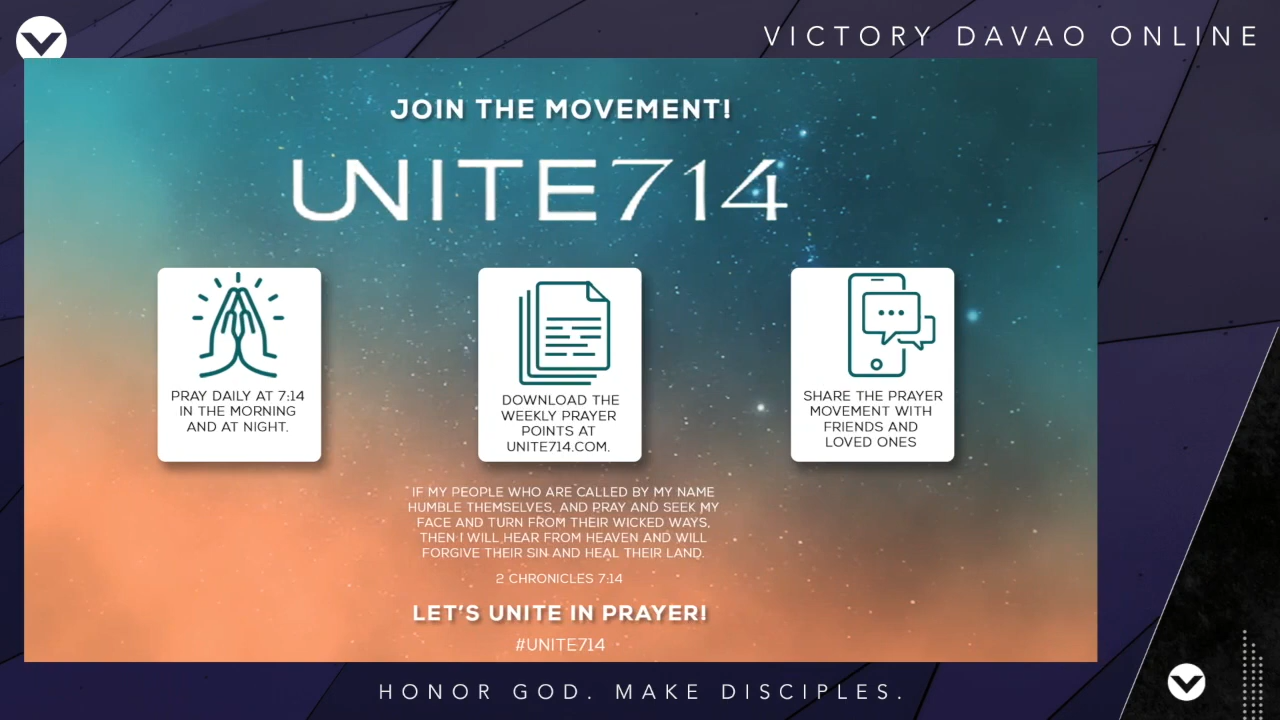 VICTORY DAVAO ONLINE
JOIN THE MOVEMENT!
UNITE714
PRAY DAILY AT 7:14
IN THE MORNING
AND AT NIGHT.
DOWNLOAD THE
WEEKLY PRAYER
POINTS AT
UNITE714.COM.
SHARE THE PRAYER
MOVEMENT WITH
FRIENDS AND
LOVED ONES
"IF MY PEOPLE WHO ARE CALLED BY MY NAME
HUMBLE THEMSELVES, AND PRAY AND SEEK MY
FACE AND TURN FROM THEIR WICKED WAYS,
THEN I WILL HEAR FROM HEAVEN AND WILL
FORGIVE THEIR SIN AND HEAL THEIR LAND.
2 CHRONICLES 7:14
LET'S UNITE IN PRAYER!
#UNITE714
HONOR GOD. MAKE DISCIPLES.